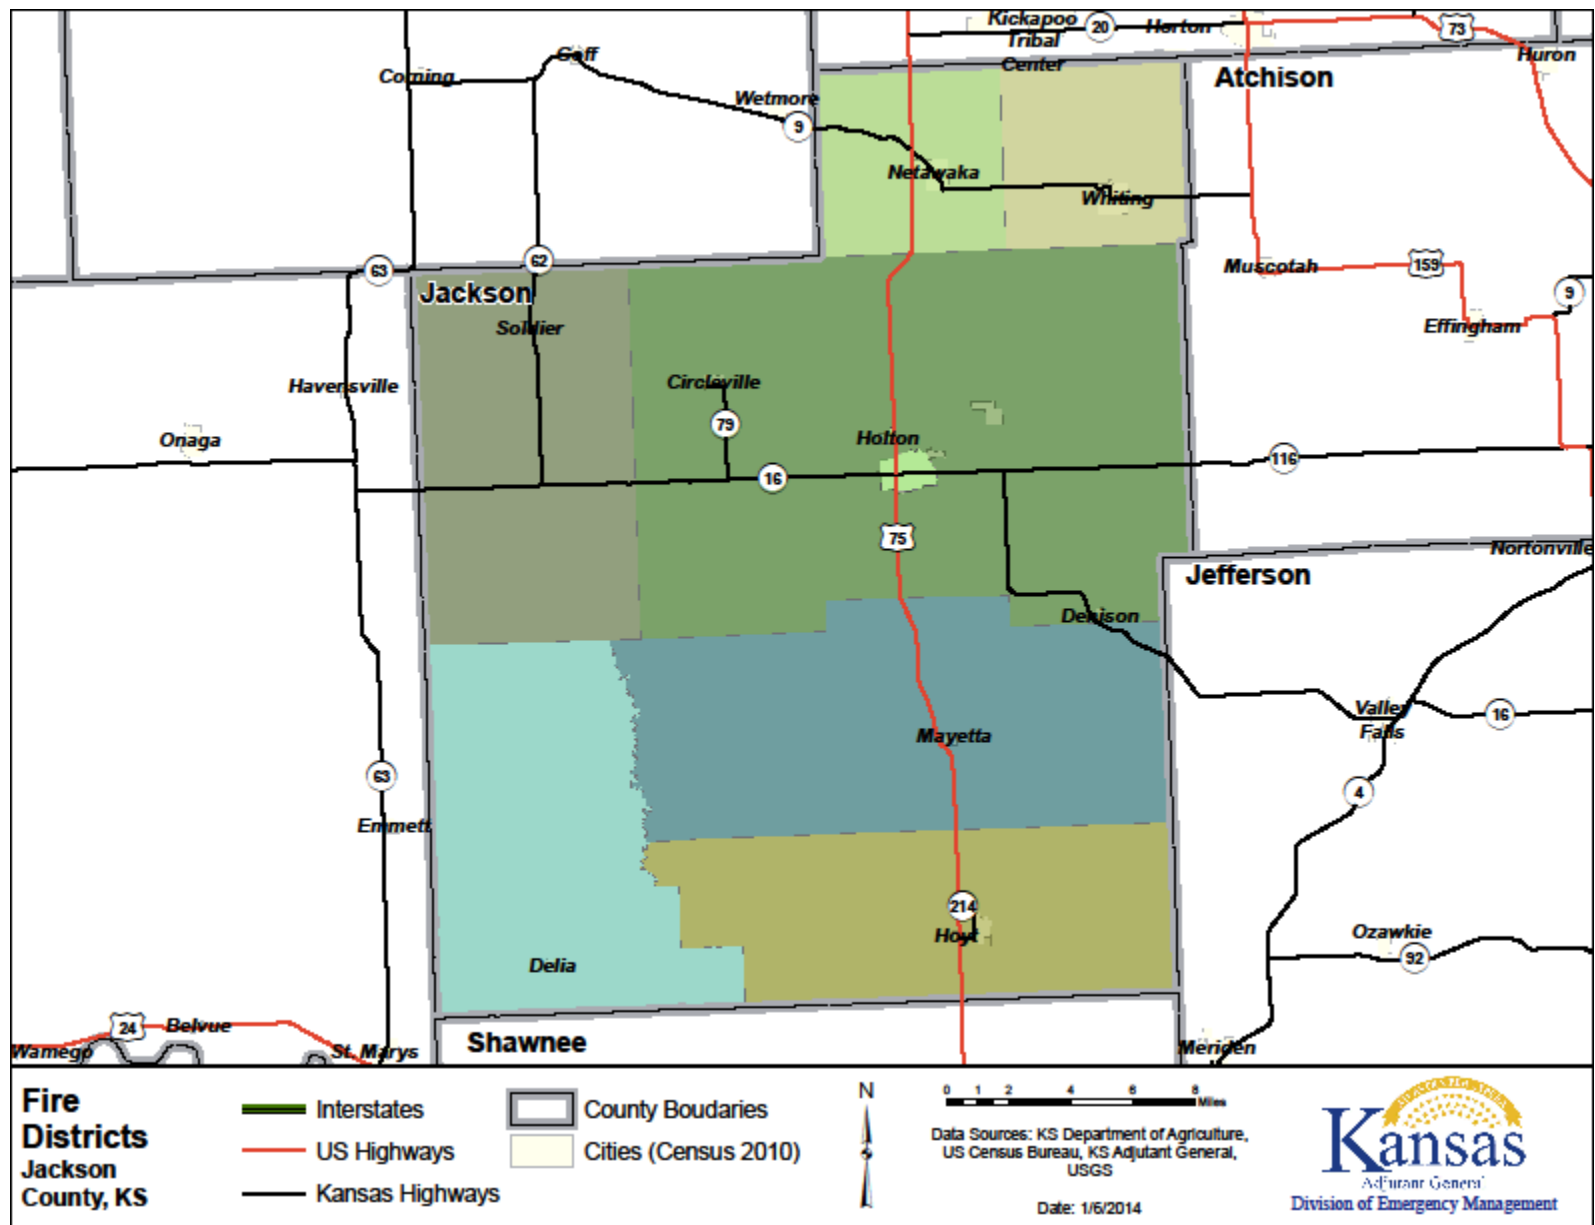 Kickapoo
Tribal
Center
20
Horton
73
Huron
Goff
Corning
Atchison
Wetmore
9
Netawaka
Whiting
63
62
Muscotah
159
9
Jackson
Soldier
Effingham
Havensville
Circleville
79
Onaga
Holton
16
116
75
Nortonville
Jefferson
Denison
Valley
Falls
16
Mayetta
63
4
Emmett
214
Hoyt
Ozawkie
92
Delia
24
Belvue
Wamego
St. Marys
Shawnee
Meriden
Fire
Districts
Jackson
County, KS
Interstates
US Highways
Kansas Highways
County Boudaries
Cities (Census 2010)
N
0 1 2 4 6 8
Miles
Data Sources: KS Department of Agriculture,
US Census Bureau, KS Adjutant General,
USGS
Date: 1/6/2014
Kansas
Adjutant General
Division of Emergency Management